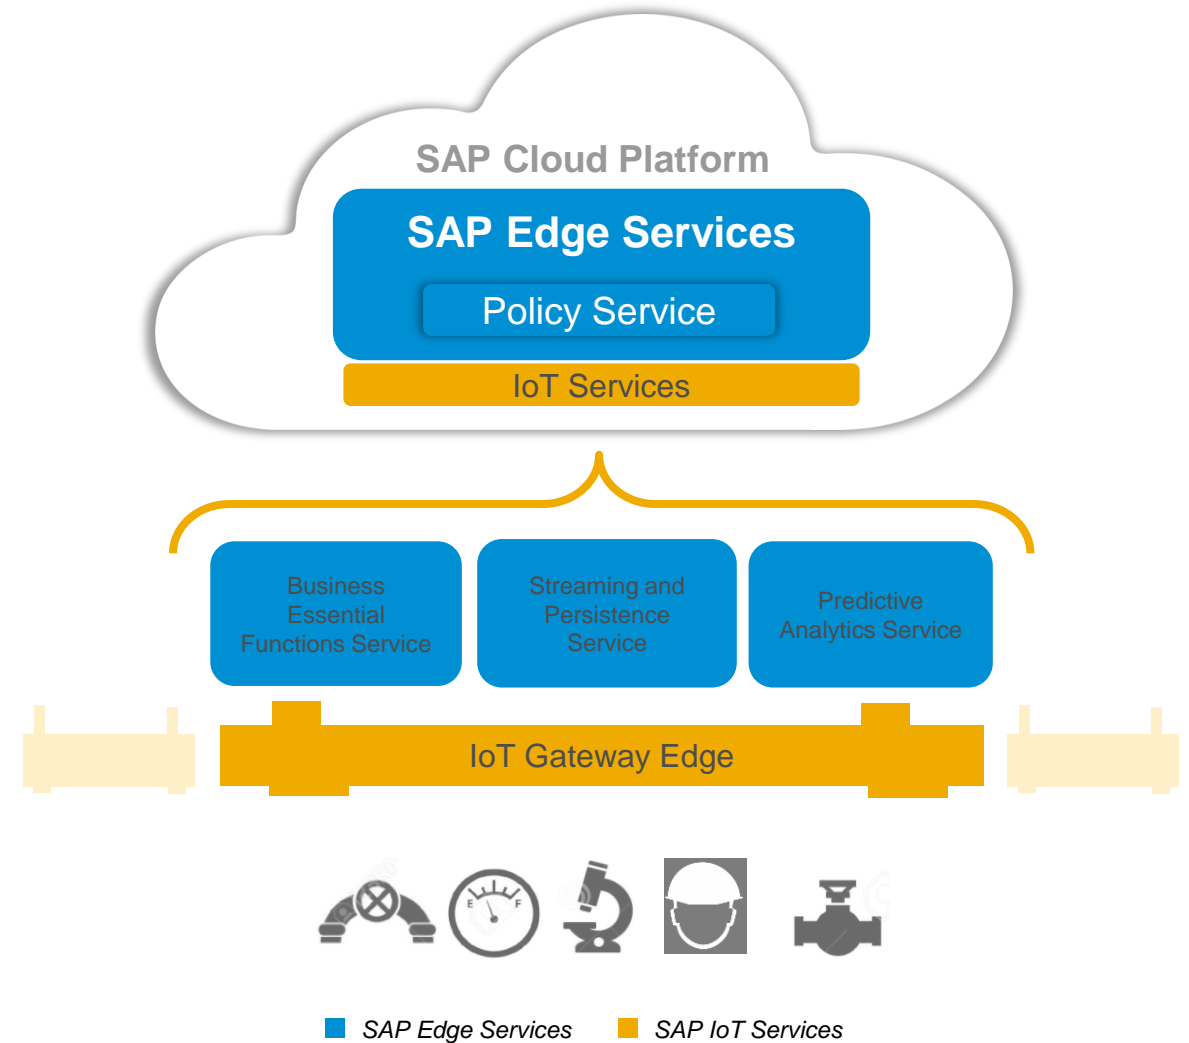 SAP Cloud Platform
SAP Edge Services
Policy Service
IoT Services
Business
Essential
Functions Service
Streaming and
Persistence
Service
Predictive
Analytics Service
IoT Gateway Edge
E
F
SAP Edge Services
SAP IoT Services